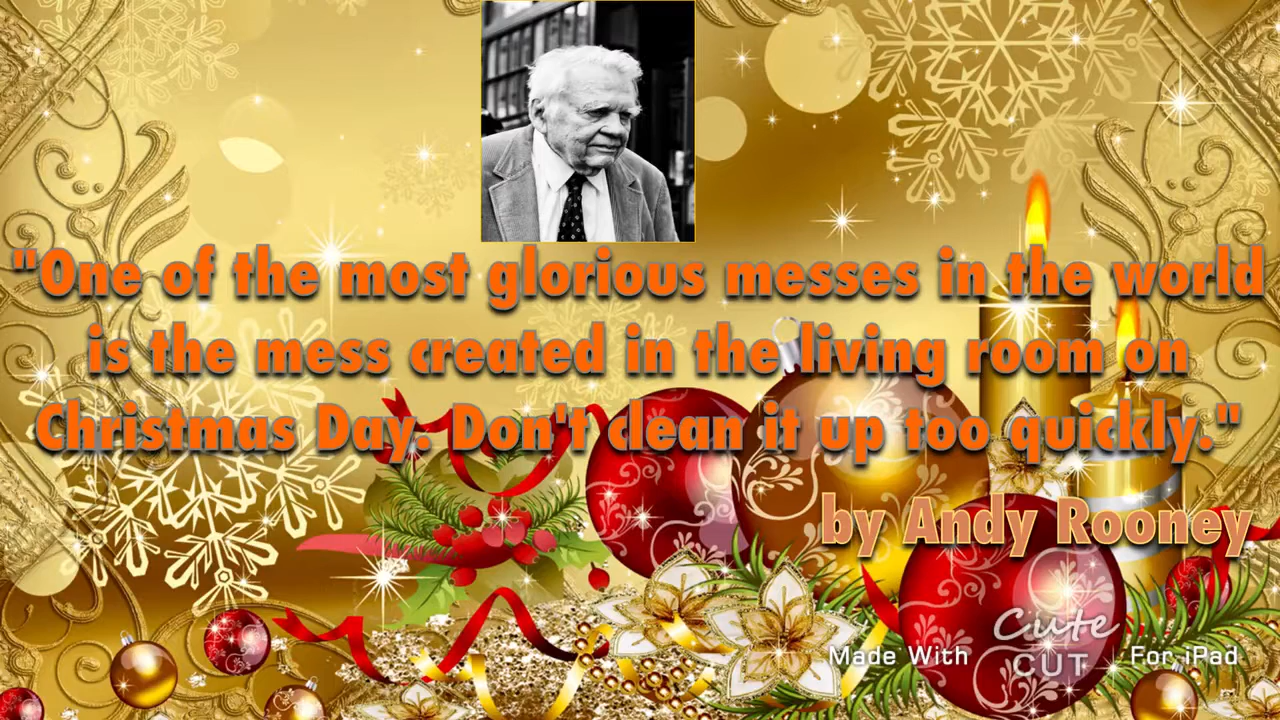 "One of the most glorious messes in the world
is the mess created in the living room on
Christmas Day. Don't clean it up too quickly."
by Andy Rooney
Made With Cute CUT For iPad